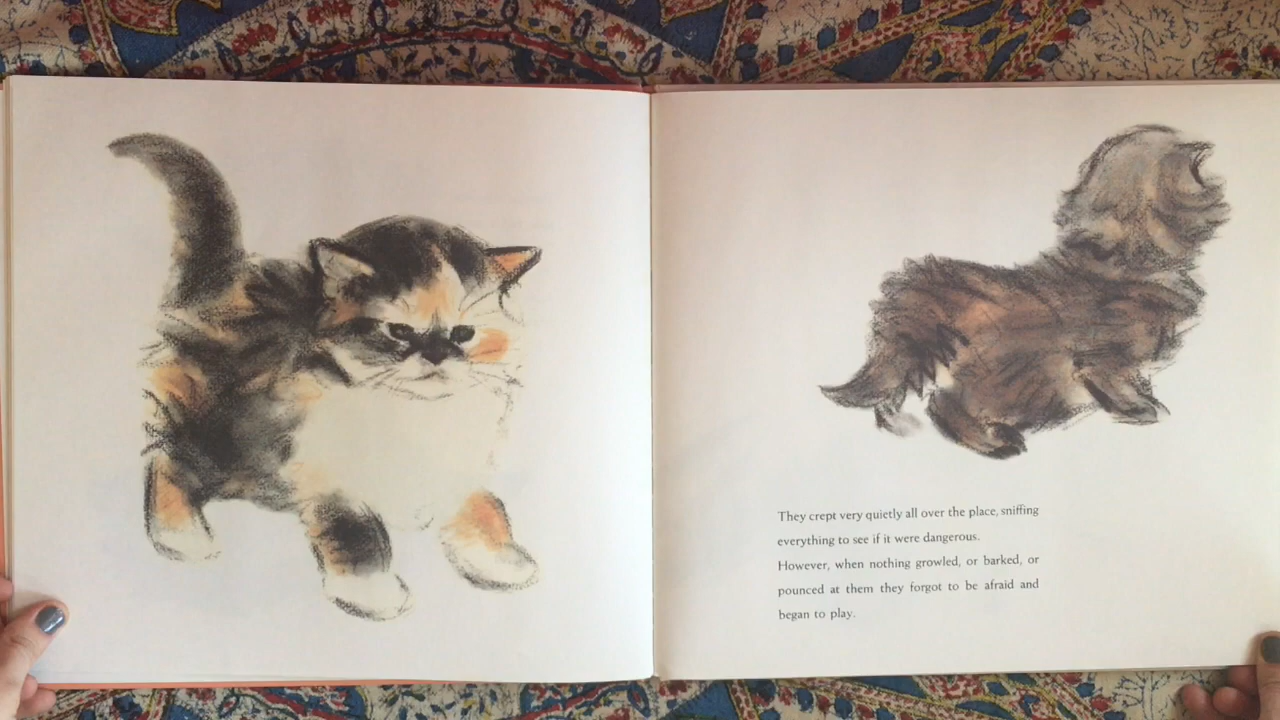 They crept very quietly all over the place, sniffing
everything to see if it were dangerous.
However, when nothing growled, or barked, or
pounced at them they forgot to be afraid and
began to play.